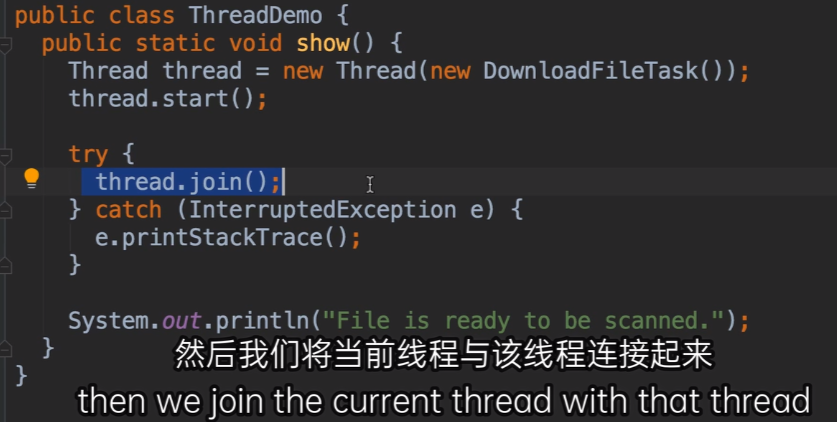 public class ThreadDemo {
public static void show() {
Thread thread = new Thread(new DownloadFileTask());
thread.start();
try {
thread.join();
} catch (InterruptedException e) {
e.printStackTrace();
}
System.out.println("File is ready to be scanned.");
}
}
然后我们将当前线程与该线程连接起来
then we join the current thread with that thread